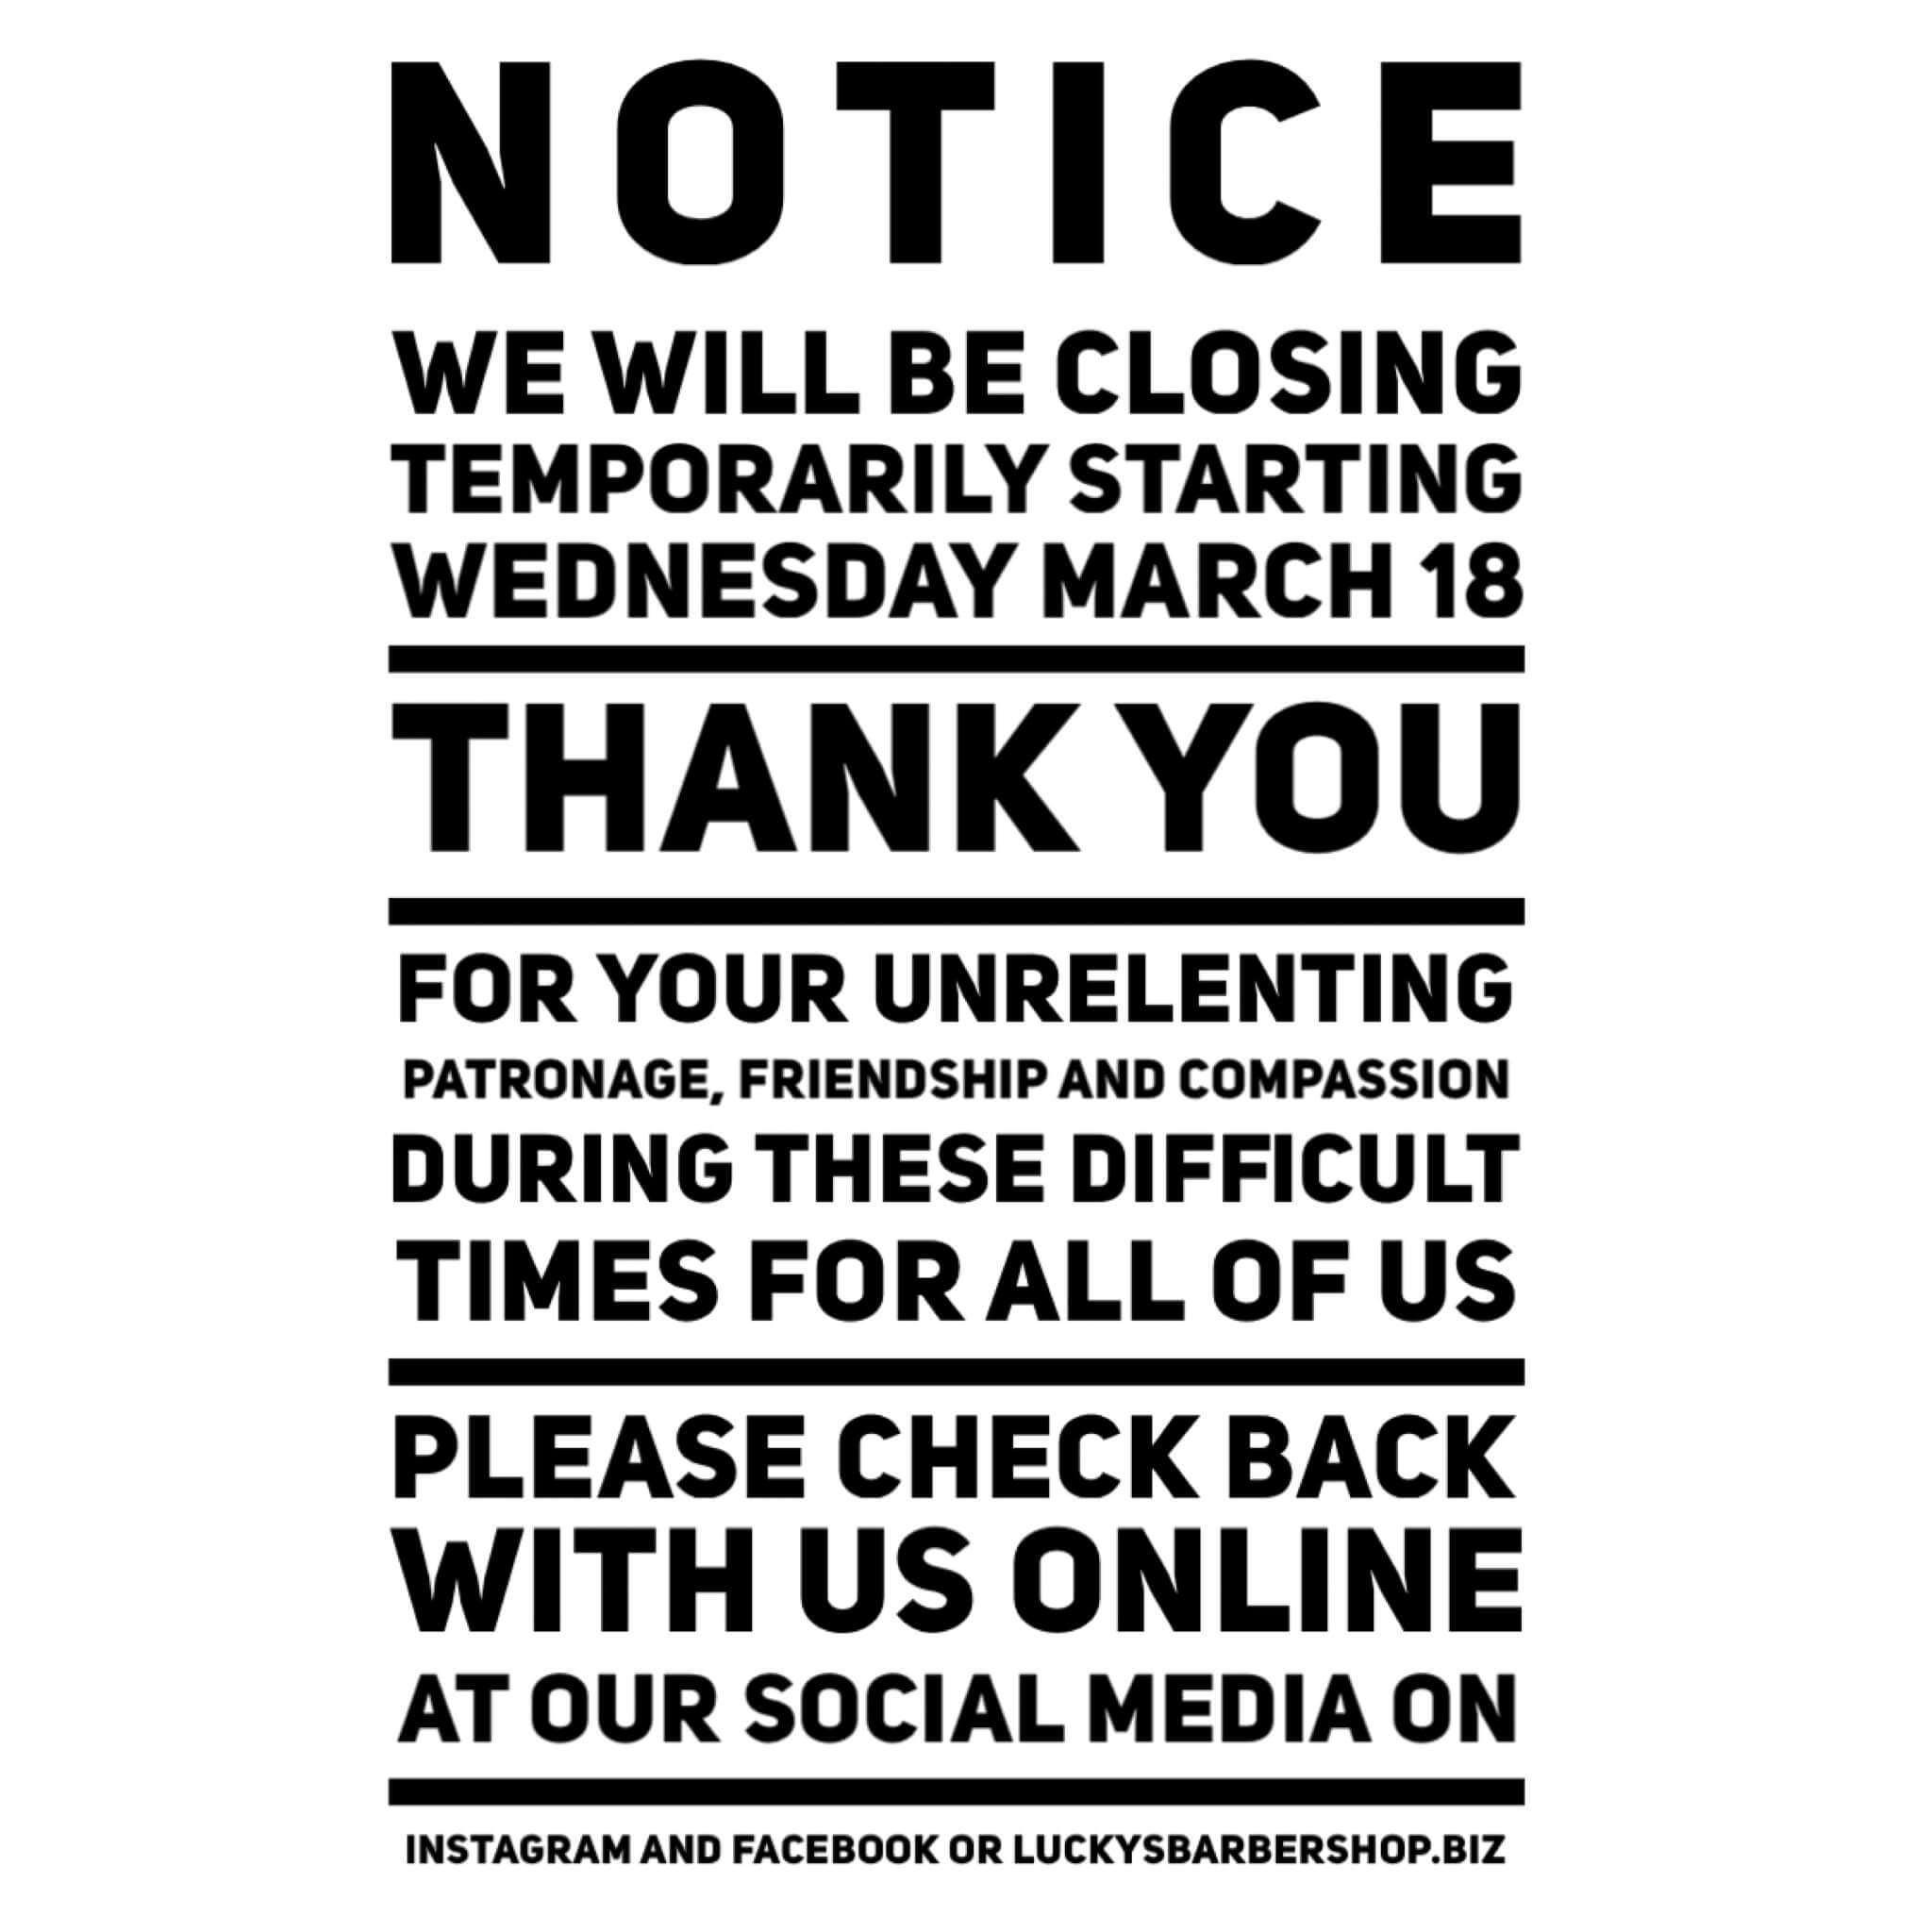 NOTICE
WE WILL BE CLOSING
TEMPORARILY STARTING
WEDNESDAY MARCH 18
THANK YOU
FOR YOUR UNRELENTING
PATRONAGE, FRIENDSHIP AND COMPASSION
DURING THESE DIFFICULT
TIMES FOR ALL OF US
PLEASE CHECK BACK
WITH US ONLINE
AT OUR SOCIAL MEDIA ON
INSTAGRAM AND FACEBOOK OR LUCKYSBARBERSHOP.BIZ